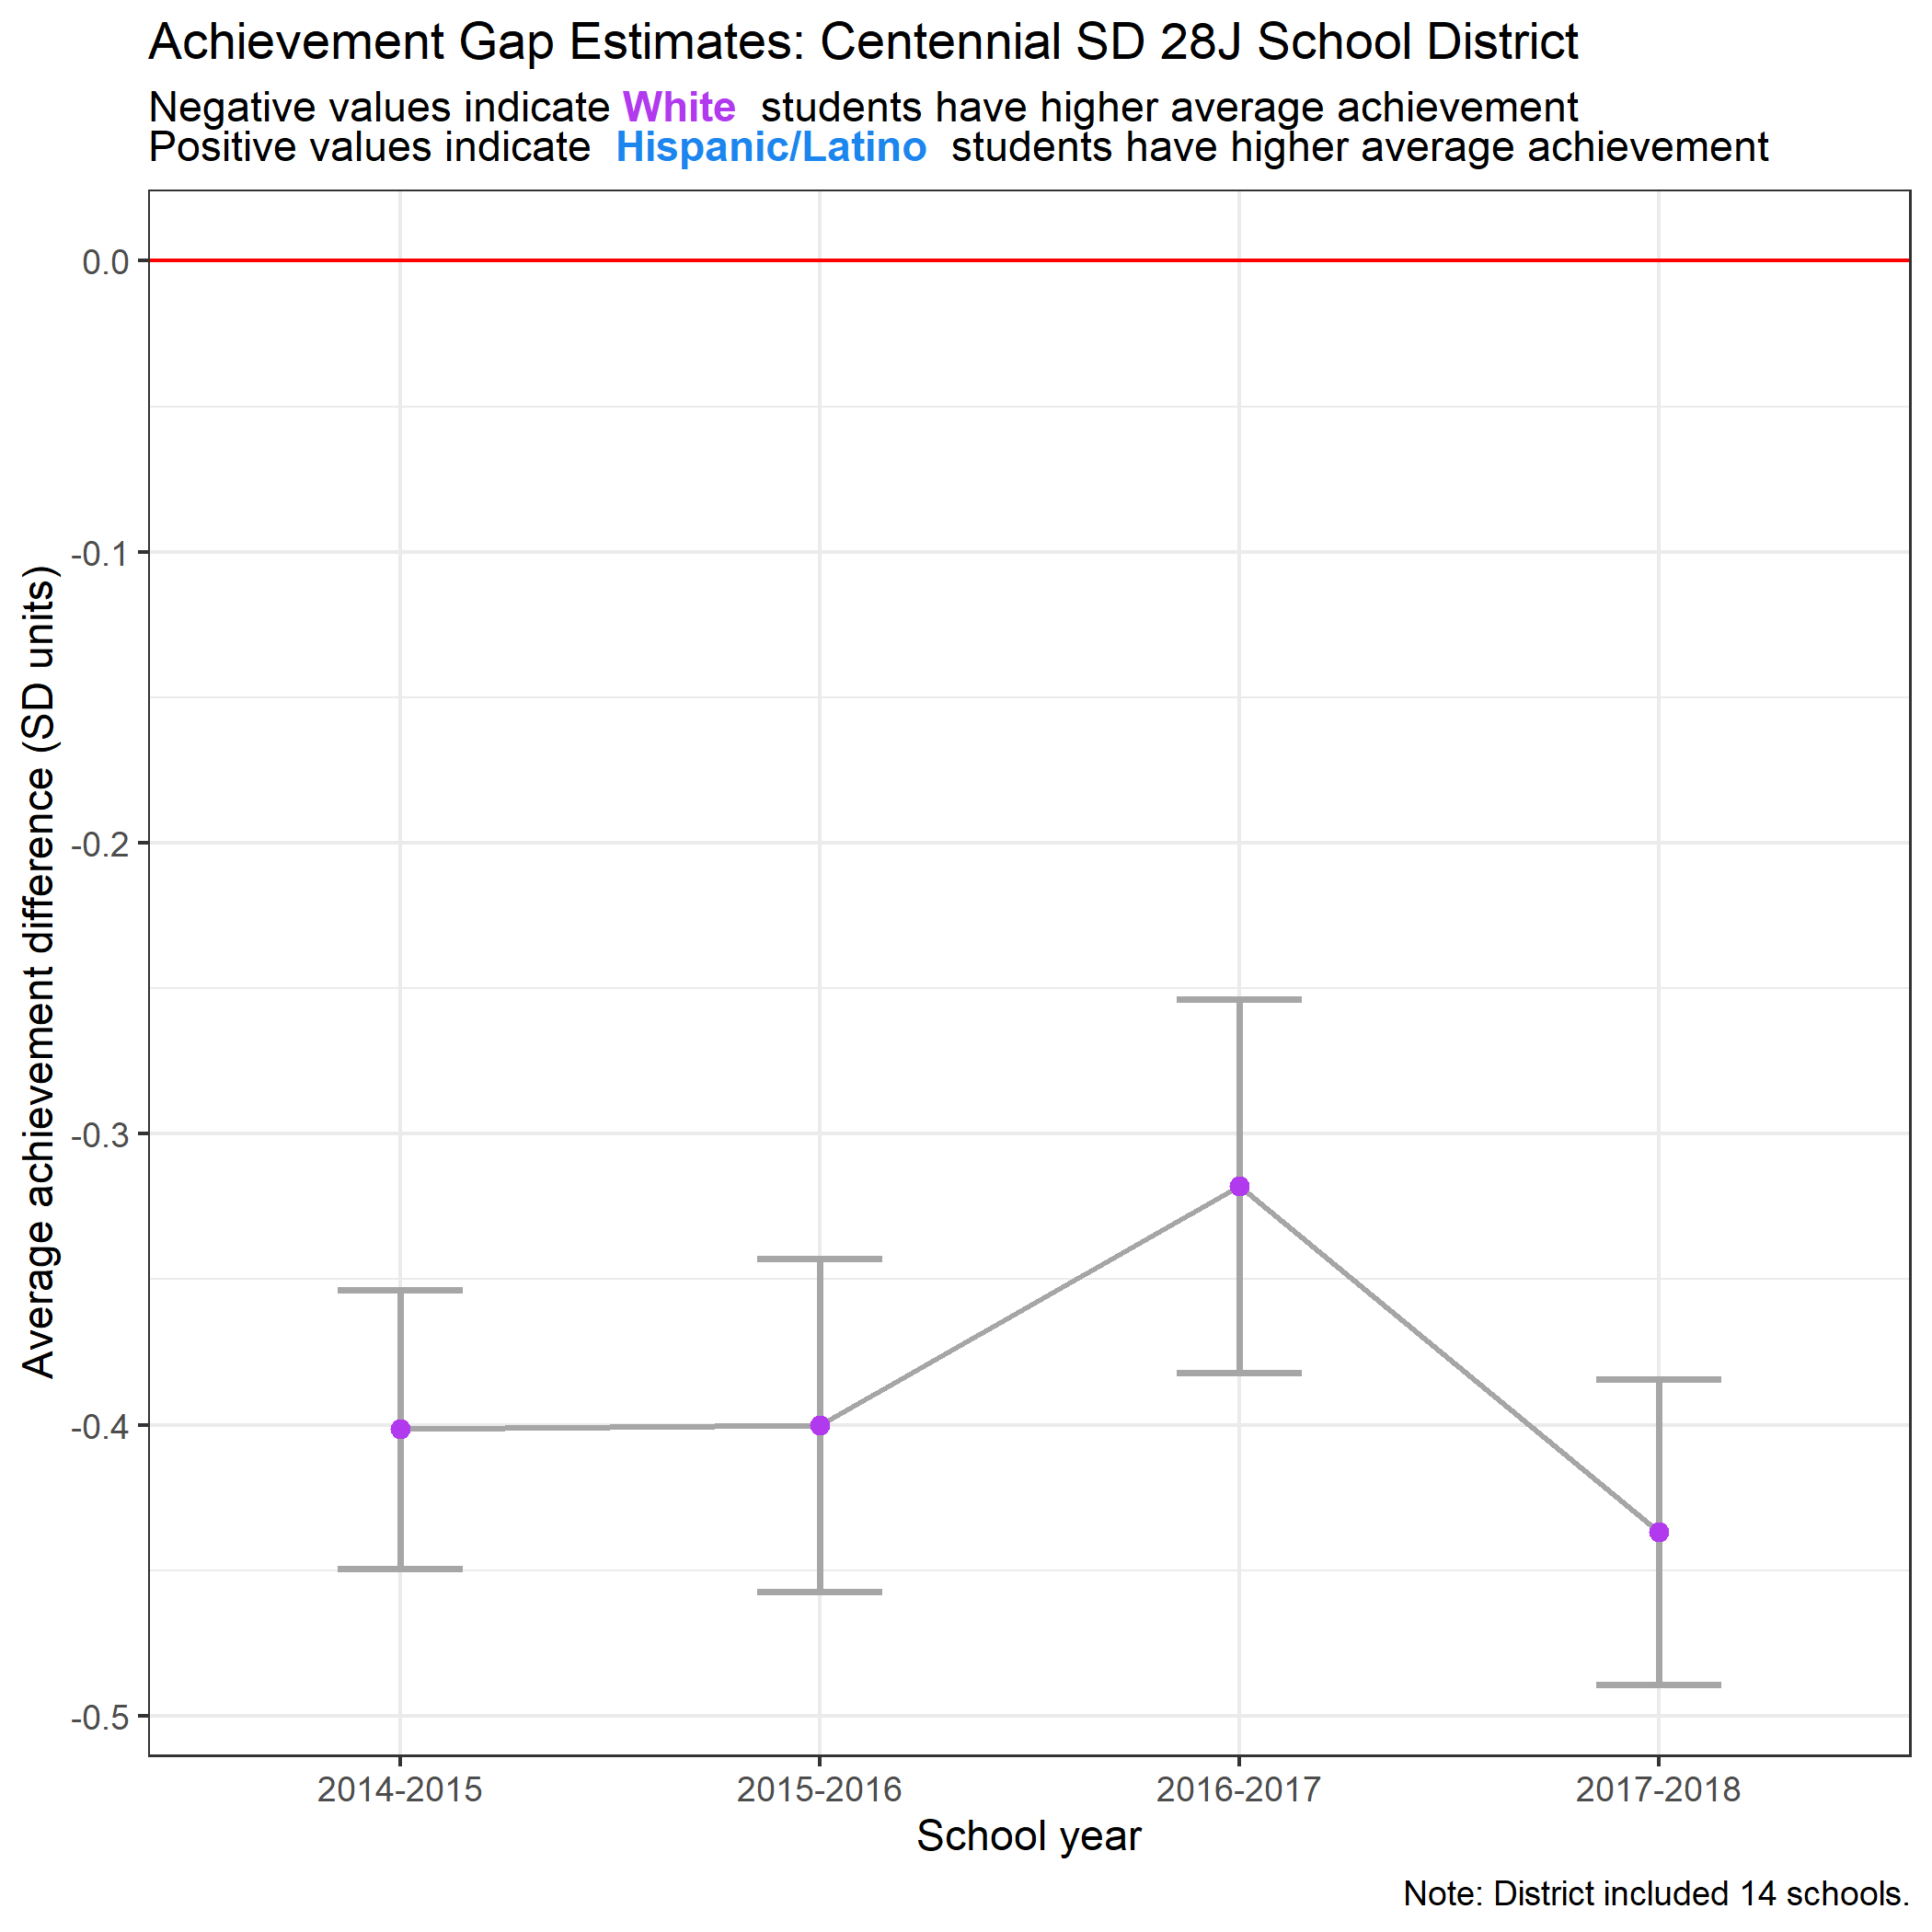 Achievement Gap Estimates: Centennial SD 28J School District
Negative values indicate White students have higher average achievement
Positive values indicate Hispanic/Latino students have higher average achievement
Average achievement difference (SD units)
0.0
-0.1
-0.2
-0.3
-0.4
-0.5
2014-2015 2015-2016 2016-2017 2017-2018
School year
Note: District included 14 schools.